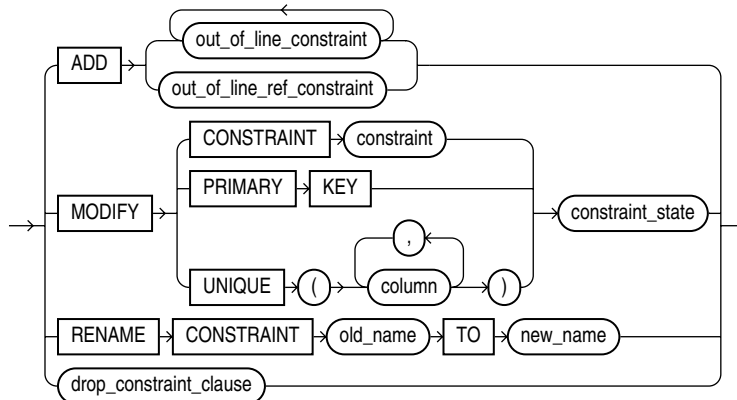 out_of_line_constraint
ADD
out_of_line_ref_constraint
CONSTRAINT constraint
PRIMARY KEY
MODIFY constraint_state
,
UNIQUE ( column )
RENAME CONSTRAINT old_name TO new_name
drop_constraint_clause